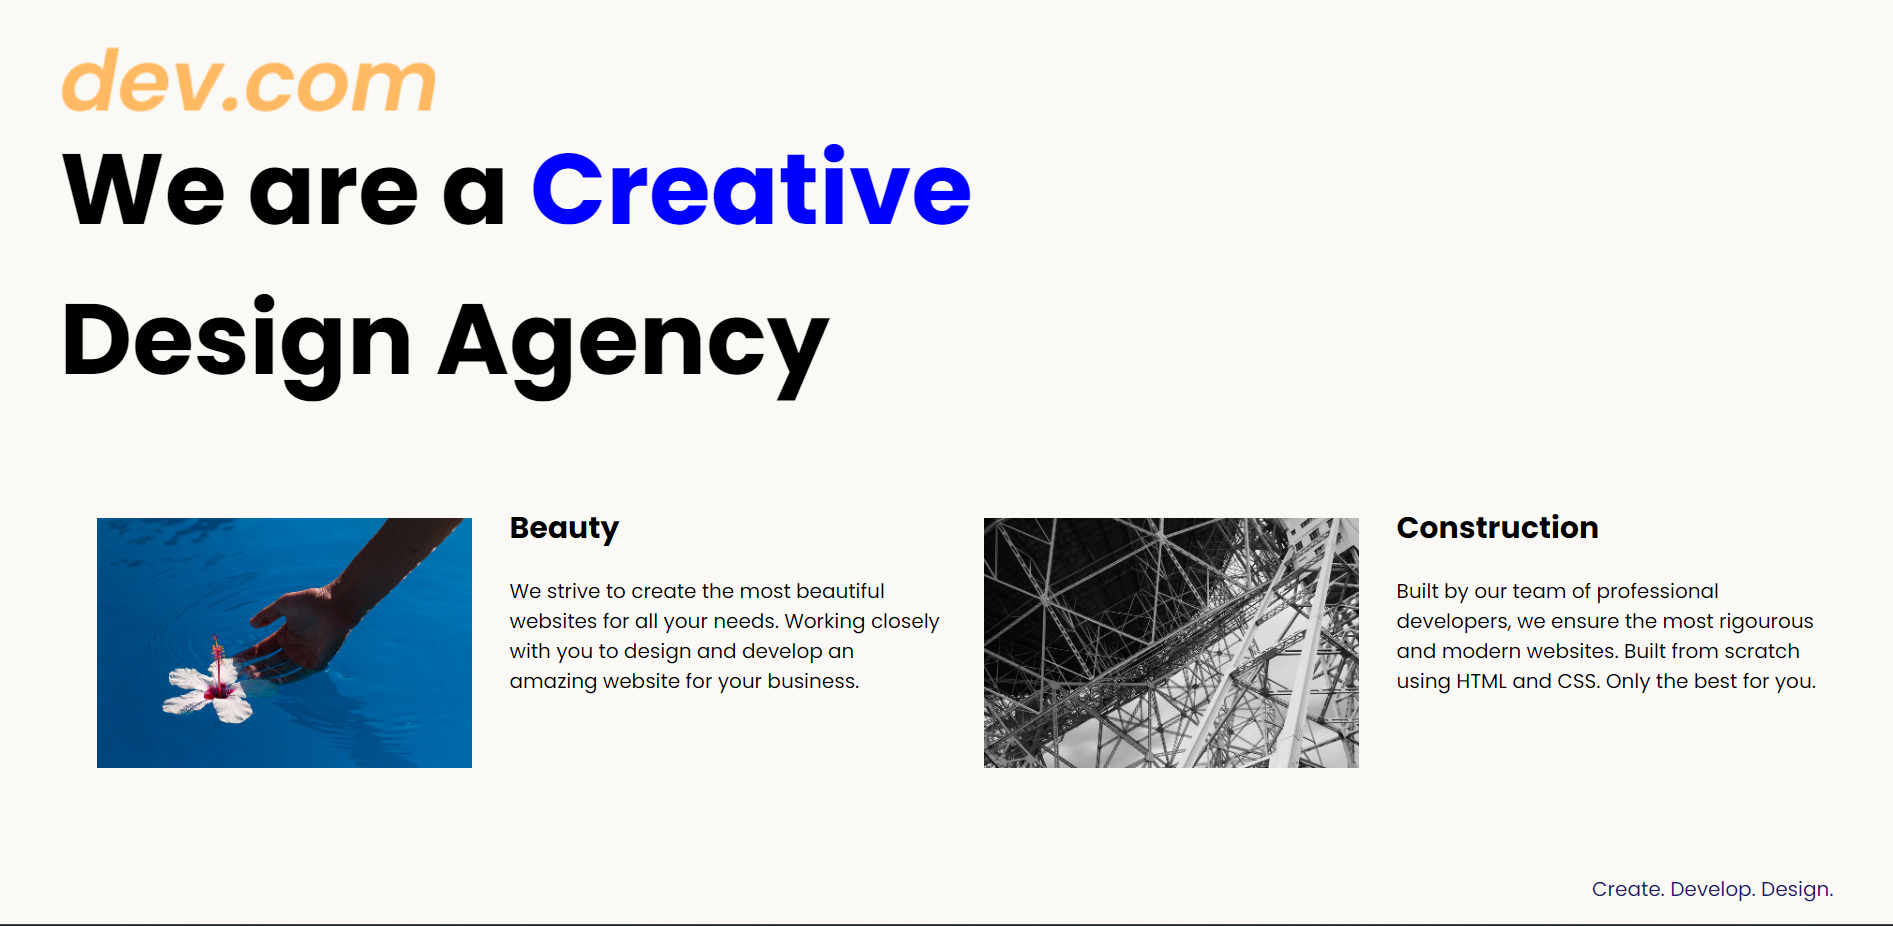 dev.com
We are a Creative
Design Agency
Beauty
We strive to create the most beautiful
websites for all your needs. Working closely
with you to design and develop an
amazing website for your business.
Construction
Built by our team of professional
developers, we ensure the most rigourous
and modern websites. Built from scratch
using HTML and CSS. Only the best for you.
Create. Develop. Design.